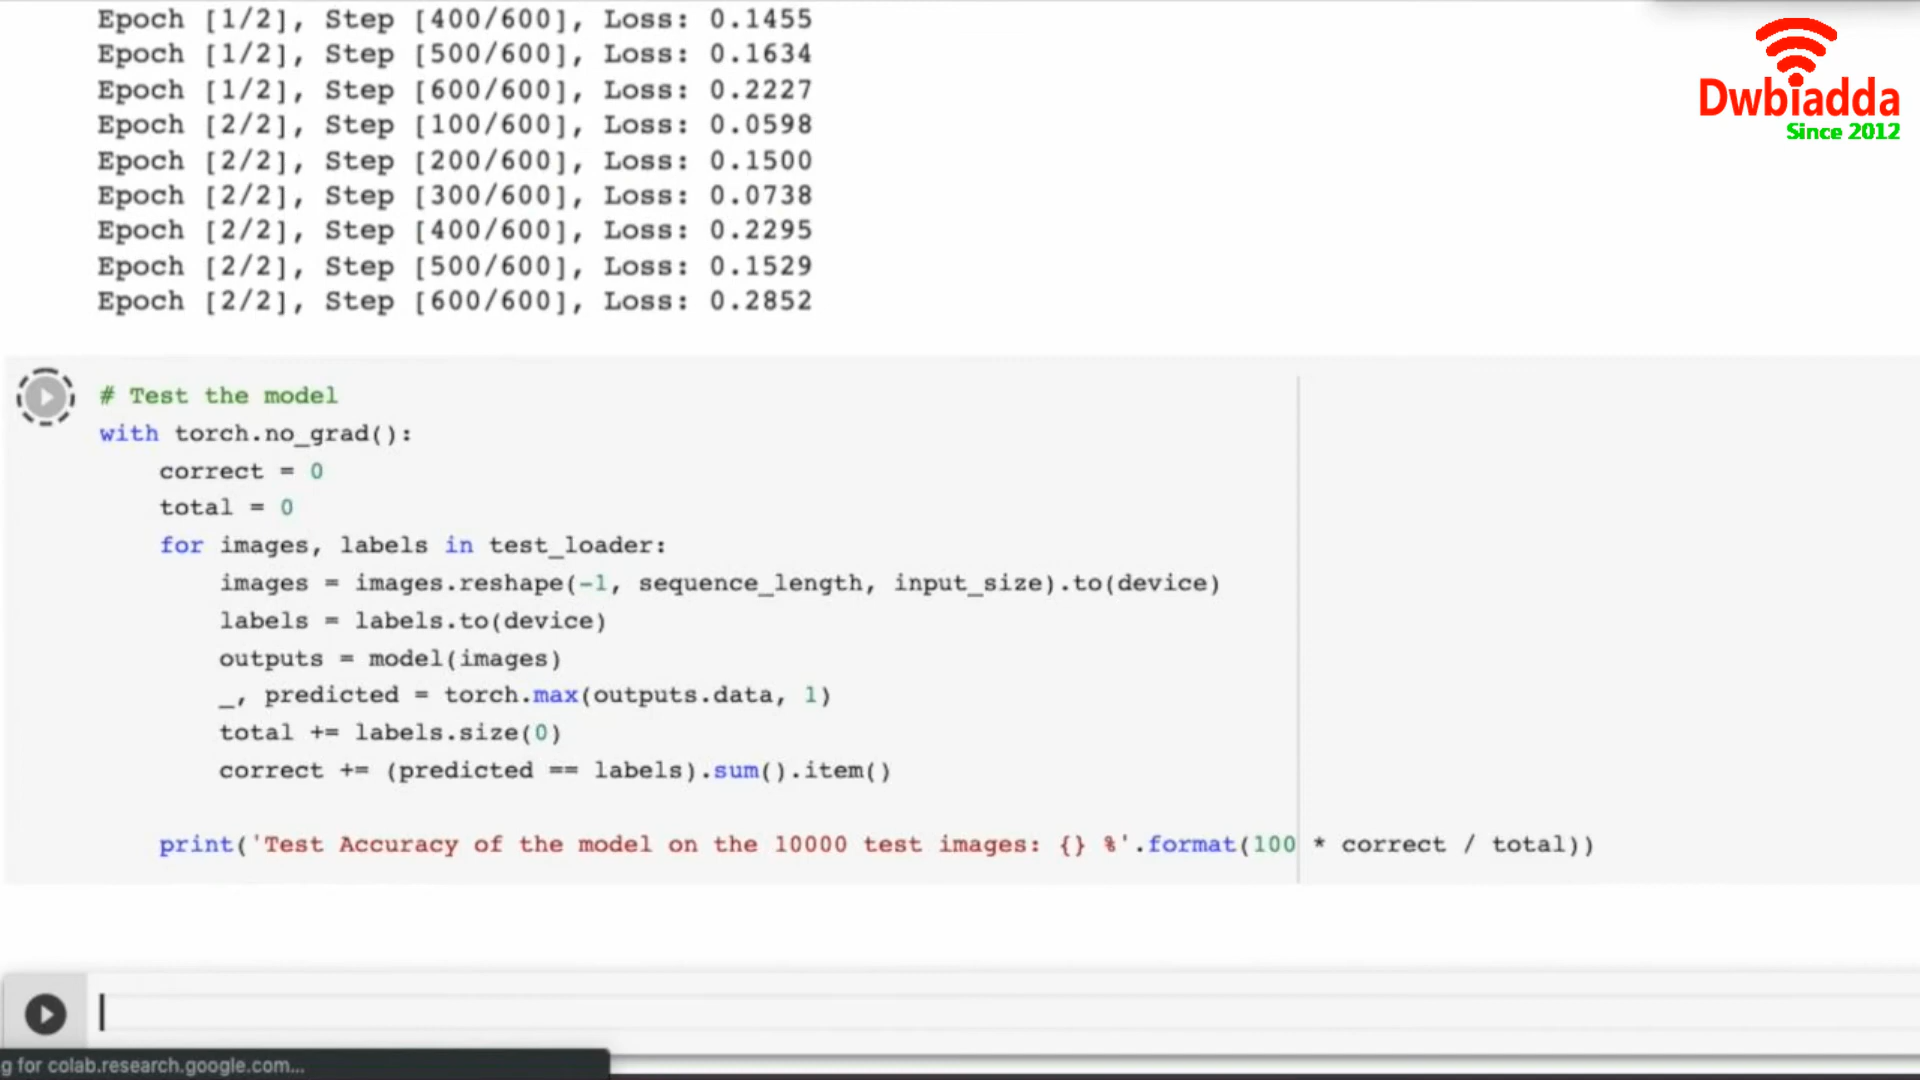 Epoch [1/2], Step [400/600], Loss: 0.1455
Epoch [1/2], Step [500/600], Loss: 0.1634
Epoch [1/2], Step [600/600], Loss: 0.2227
Epoch [2/2], Step [100/600], Loss: 0.0598
Epoch [2/2], Step [200/600], Loss: 0.1500
Epoch [2/2], Step [300/600], Loss: 0.0738
Epoch [2/2], Step [400/600], Loss: 0.2295
Epoch [2/2], Step [500/600], Loss: 0.1529
Epoch [2/2], Step [600/600], Loss: 0.2852
Dwbiadda
Since 2012
# Test the model
with torch.no_grad():
    correct = 0
    total = 0
    for images, labels in test_loader:
        images = images.reshape(-1, sequence_length, input_size).to(device)
        labels = labels.to(device)
        outputs = model(images)
        _, predicted = torch.max(outputs.data, 1)
        total += labels.size(0)
        correct += (predicted == labels).sum().item()
    print('Test Accuracy of the model on the 10000 test images: {} %'.format(100 * correct / total))
g for colab.research.google.com...